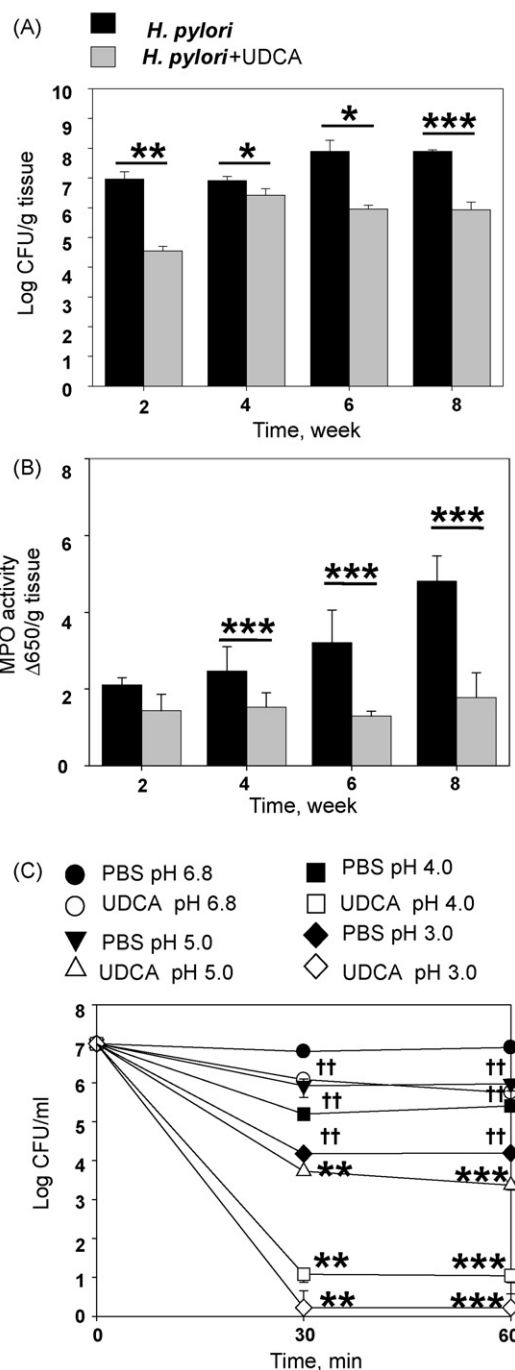 (A)
H. pylori
H. pylori+UDCA
10
9
8
7
6
5
4
3
2
1
0
Log CFU/g tissue
** * * ***
2 4 6 8
Time, week
(B)
8
6
4
2
0
MPO activity
Δ650/g tissue
*** *** ***
2 4 6 8
Time, week
(C)
PBS pH 6.8 PBS pH 4.0
UDCA pH 6.8 UDCA pH 4.0
PBS pH 5.0 PBS pH 3.0
UDCA pH 5.0 UDCA pH 3.0
8
7
6
5
4
3
2
1
0
Log CFU/ml
†† ††
†† ††
†† ††
** ***
** ***
** ***
0 30 60
Time, min